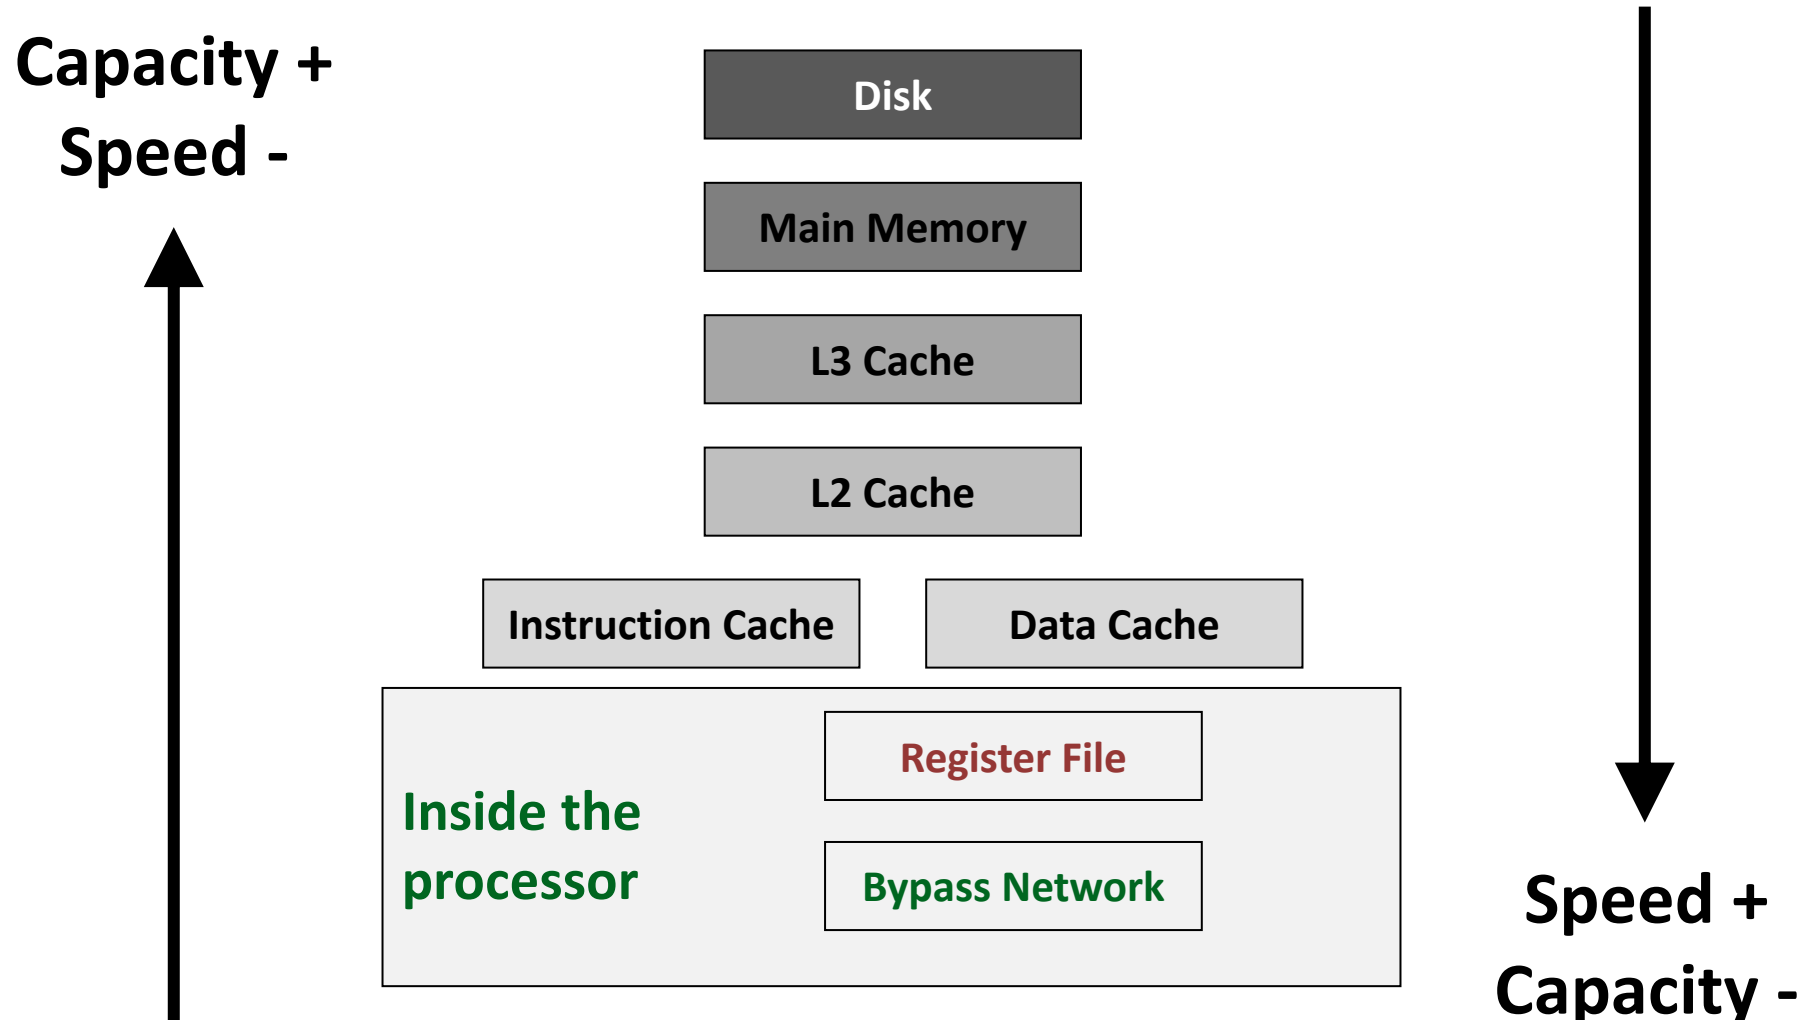 Capacity +
Speed -
Disk
Main Memory
L3 Cache
L2 Cache
Instruction Cache
Data Cache
Register File
Inside the
processor
Bypass Network
Speed +
Capacity -